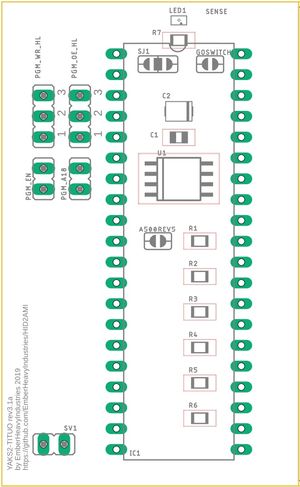 LED1
SENSE
R7
PGM_WR_HL
PGM_OE_HL
SJ1
GOSWITCH
3
3
C2
2
2
C1
1
1
U1
PGM_EN
PGM_A18
A500REV5
R1
R2
R3
R4
R5
R6
SV1
IC1
YAKS2-TITUO rev3.1a
by EmberHeavyIndustries 2019
https://github.com/EmberHeavyIndustries/HID2AMI